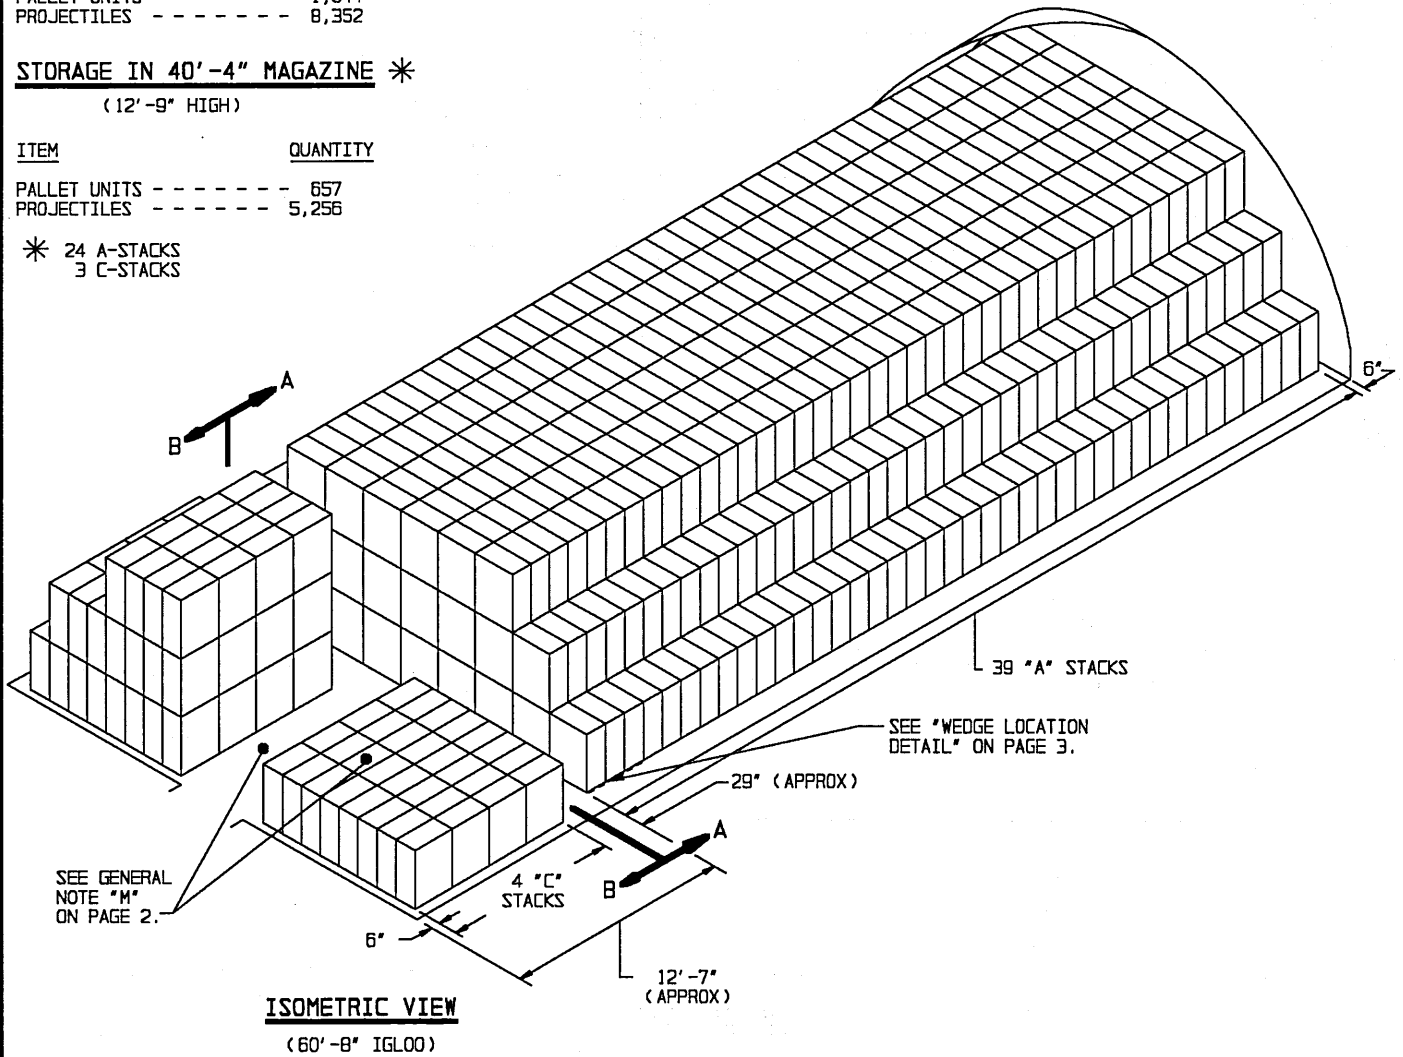 PALLET UNITS
PROJECTILES - - - - - - - 8,352
STORAGE IN 40'-4" MAGAZINE *
(12'-9" HIGH)
ITEM QUANTITY
PALLET UNITS - - - - - - - 657
PROJECTILES - - - - - - 5,256
* 24 A-STACKS
3 C-STACKS
A
B
6"
39 "A" STACKS
SEE "WEDGE LOCATION
DETAIL" ON PAGE 3.
29" (APPROX)
A
B
4 "C"
STACKS
SEE GENERAL
NOTE "M"
ON PAGE 2.
6"
12'-7"
(APPROX)
ISOMETRIC VIEW
(60'-8" IGLOO)